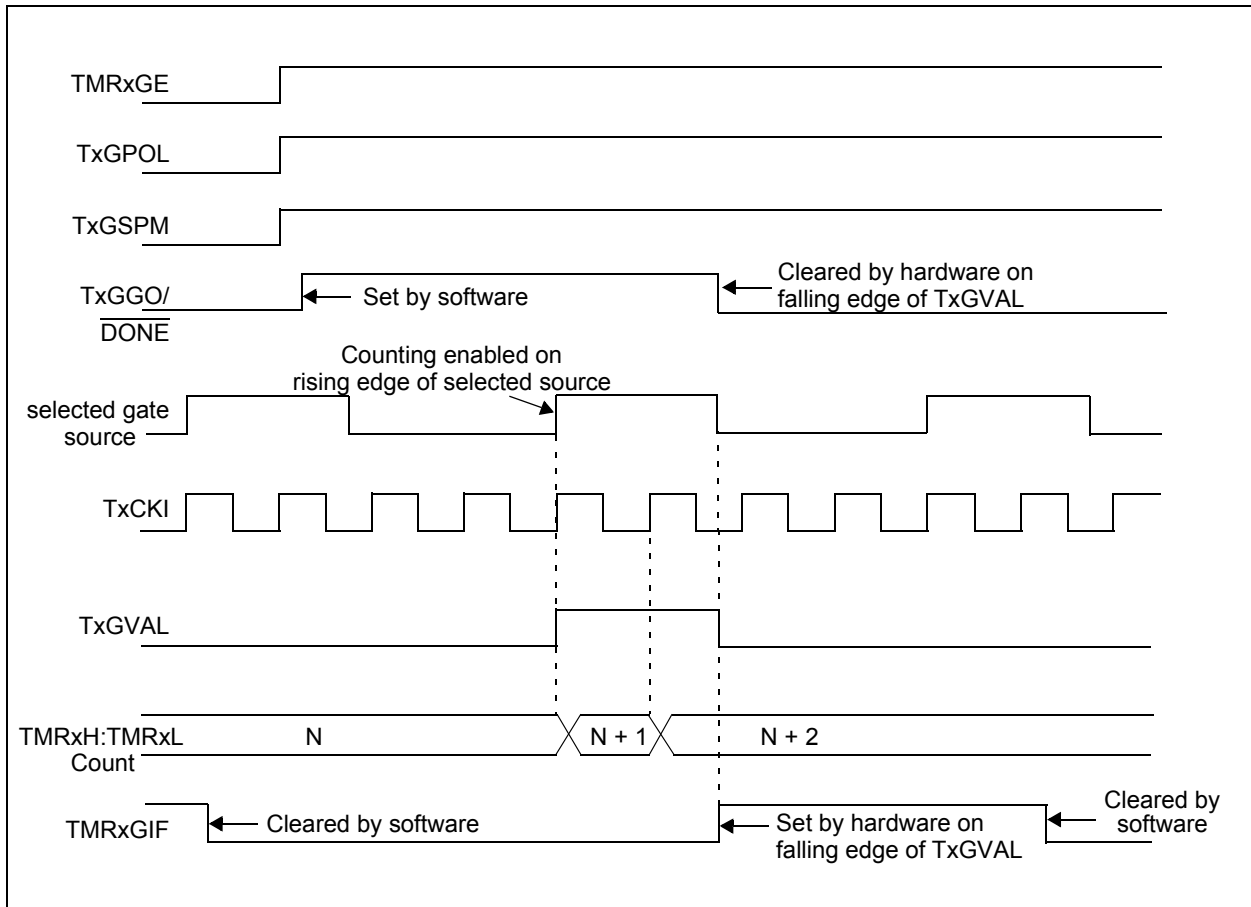 TMRxGE
TxGPOL
TxGSPM
TxGGO/
DONE
Set by software
Cleared by hardware on
falling edge of TxGVAL
Counting enabled on
rising edge of selected source
selected gate
source
TxCKI
TxGVAL
TMRxH:TMRxL
Count
N
N + 1
N + 2
TMRxGIF
Cleared by software
Set by hardware on
falling edge of TxGVAL
Cleared by
software